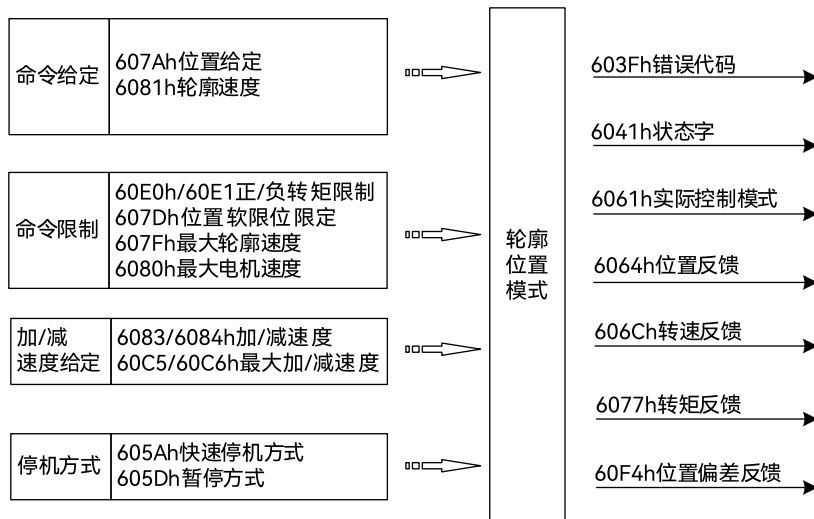 命令给定
607Ah位置给定
6081h轮廓速度
命令限制
60E0h/60E1正/负转矩限制
607Dh位置软限位限定
607Fh最大轮廓速度
6080h最大电机速度
加/减
速度给定
6083/6084h加/减速度
60C5/60C6h最大加/减速度
停机方式
605Ah快速停机方式
605Dh暂停方式
轮廓
位置
模式
603Fh错误代码
6041h状态字
6061h实际控制模式
6064h位置反馈
606Ch转速反馈
6077h转矩反馈
60F4h位置偏差反馈